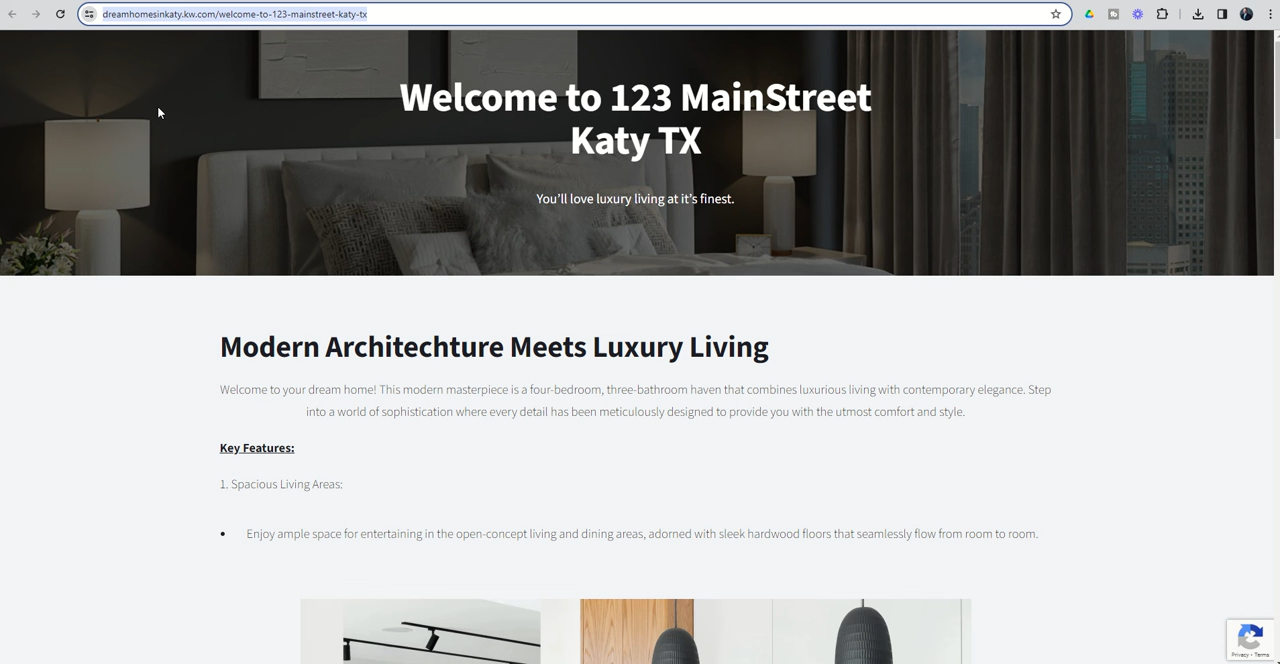 dreamhomesinkaty.kw.com/welcome-to-123-mainstreet-katy-tx
Welcome to 123 MainStreet
Katy TX
You’ll love luxury living at it’s finest.
Modern Architechture Meets Luxury Living
Welcome to your dream home! This modern masterpiece is a four-bedroom, three-bathroom haven that combines luxurious living with contemporary elegance. Step
into a world of sophistication where every detail has been meticulously designed to provide you with the utmost comfort and style.
Key Features:
1. Spacious Living Areas:
• Enjoy ample space for entertaining in the open-concept living and dining areas, adorned with sleek hardwood floors that seamlessly flow from room to room.
Privacy • Terms